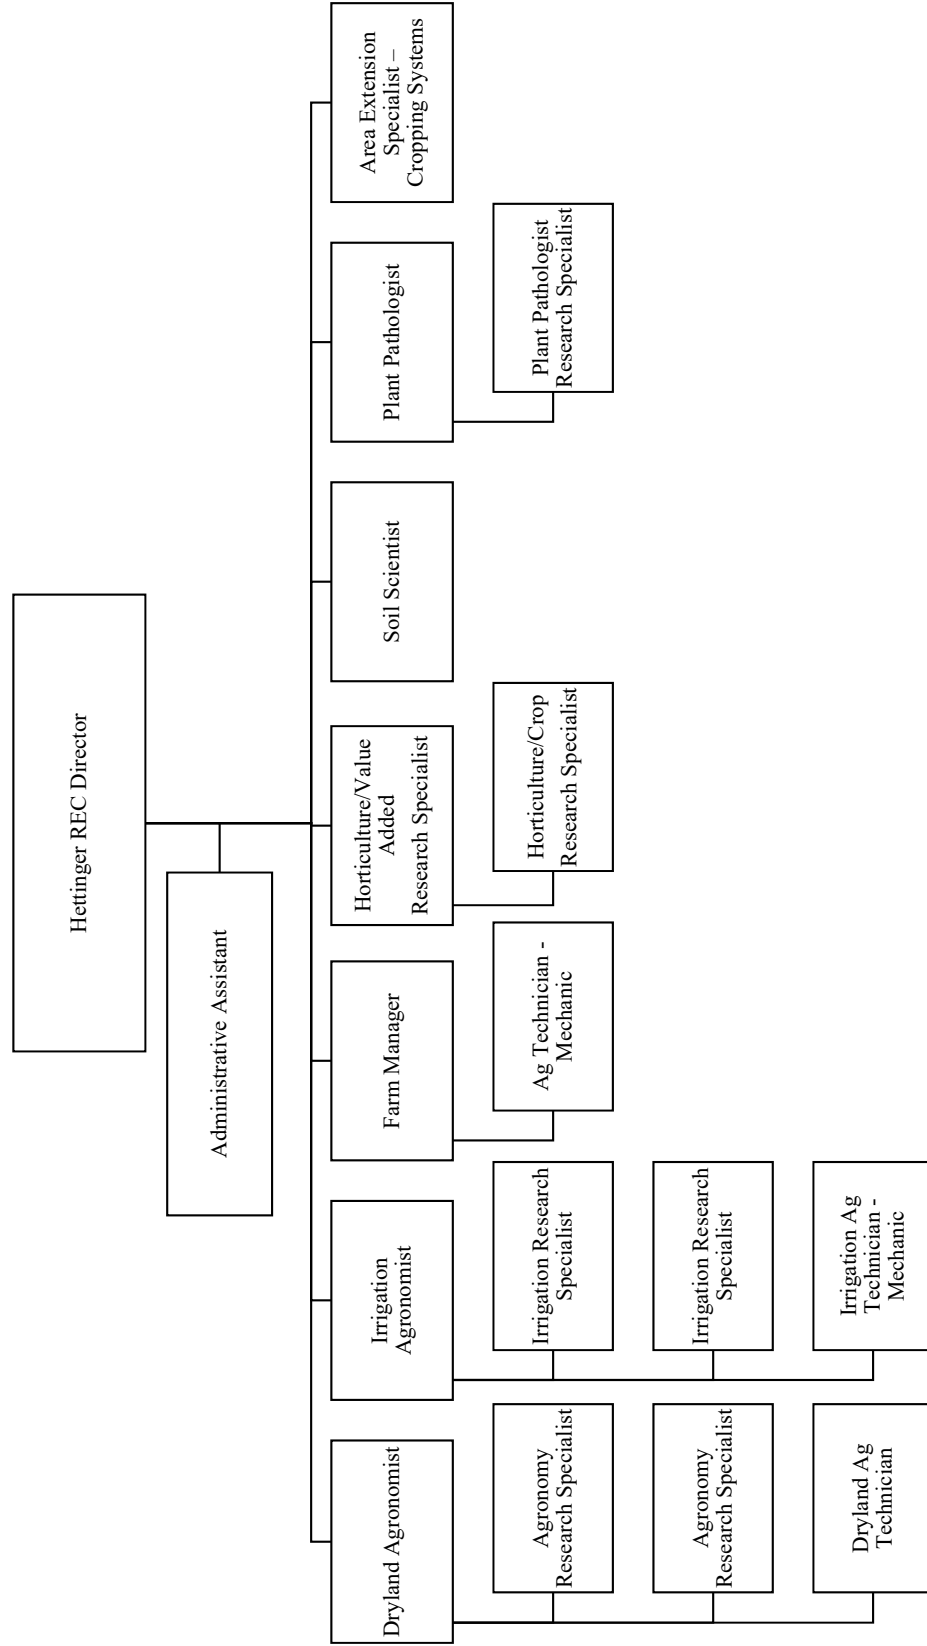 Hettinger REC Director
Administrative Assistant
Dryland Agronomist
Agronomy
Research Specialist
Agronomy
Research Specialist
Dryland Ag
Technician
Irrigation
Agronomist
Irrigation Research
Specialist
Irrigation Research
Specialist
Irrigation Ag
Technician -
Mechanic
Farm Manager
Ag Technician -
Mechanic
Horticulture/Value
Added
Research Specialist
Horticulture/Crop
Research Specialist
Soil Scientist
Plant Pathologist
Plant Pathologist
Research Specialist
Area Extension
Specialist –
Cropping Systems